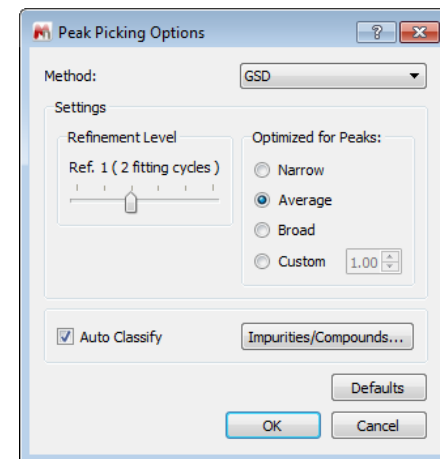 Peak Picking Options
Method:
GSD
Settings
Refinement Level
Ref. 1 ( 2 fitting cycles )
Optimized for Peaks:
Narrow
Average
Broad
Custom
1.00
Auto Classify
Impurities/Compounds...
Defaults
OK
Cancel